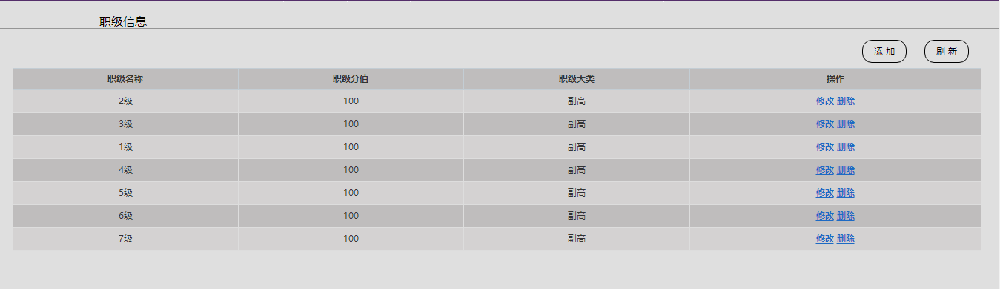 职级信息
添 加 刷 新
职级名称 职级分值 职级大类 操作
2级 100 副高 修改 删除
3级 100 副高 修改 删除
1级 100 副高 修改 删除
4级 100 副高 修改 删除
5级 100 副高 修改 删除
6级 100 副高 修改 删除
7级 100 副高 修改 删除